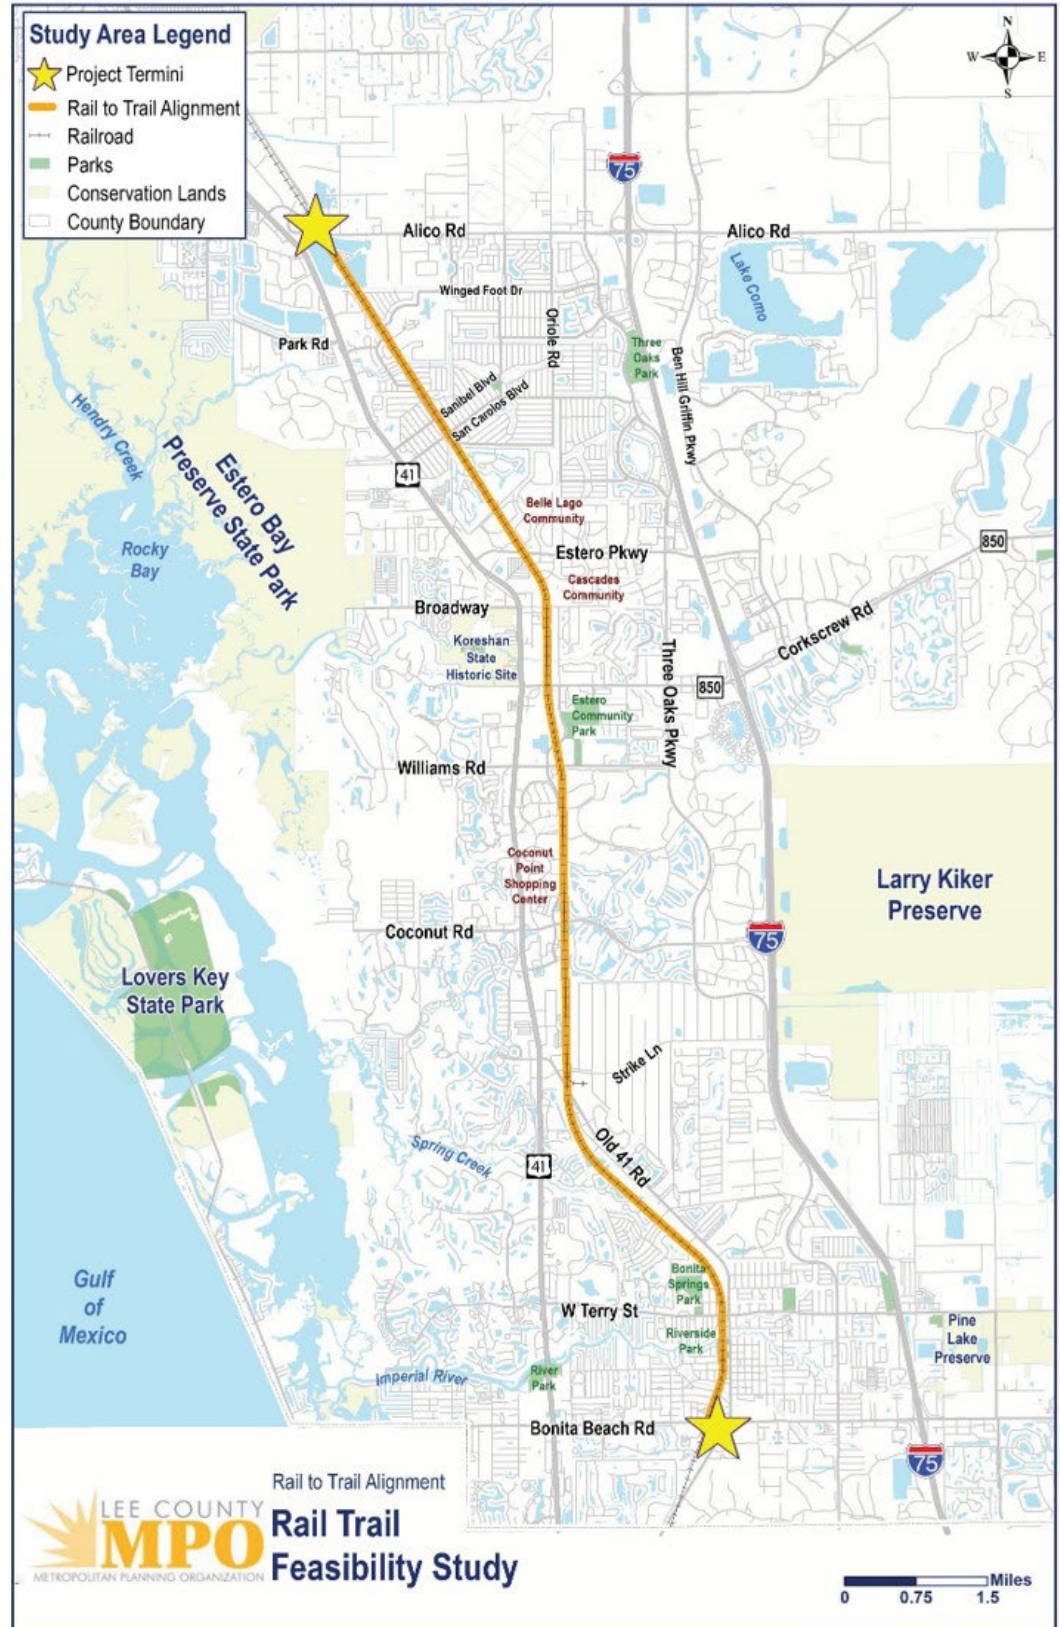 Study Area Legend
Project Termini
Rail to Trail Alignment
Railroad
Parks
Conservation Lands
County Boundary
N
W
E
S
75
Alico Rd
Alico Rd
Lake Como
Winged Foot Dr
Oriole Rd
Park Rd
Three
Oaks
Park
Ben Hill Griffin Pkwy
Sanibel Blvd
San Carolos Blvd
Hendry Creek
41
Estero Bay
Preserve State Park
Belle Lago
Community
850
Rocky
Bay
Estero Pkwy
Cascades
Community
Broadway
Corkscrew Rd
Koreshan
State
Historic Site
Three Oaks Pkwy
850
Estero
Community
Park
Williams Rd
Coconut
Point
Shopping
Center
Larry Kiker
Preserve
Coconut Rd
75
Lovers Key
State Park
Strike Ln
Old 41 Rd
Spring Creek
41
Gulf
of
Mexico
Bonita
Springs
Park
W Terry St
Riverside
Park
Pine
Lake
Preserve
Imperial River
River
Park
Bonita Beach Rd
75
Rail to Trail Alignment
LEE COUNTY
MPO
METROPOLITAN PLANNING ORGANIZATION
Rail Trail
Feasibility Study
Miles
0 0.75 1.5